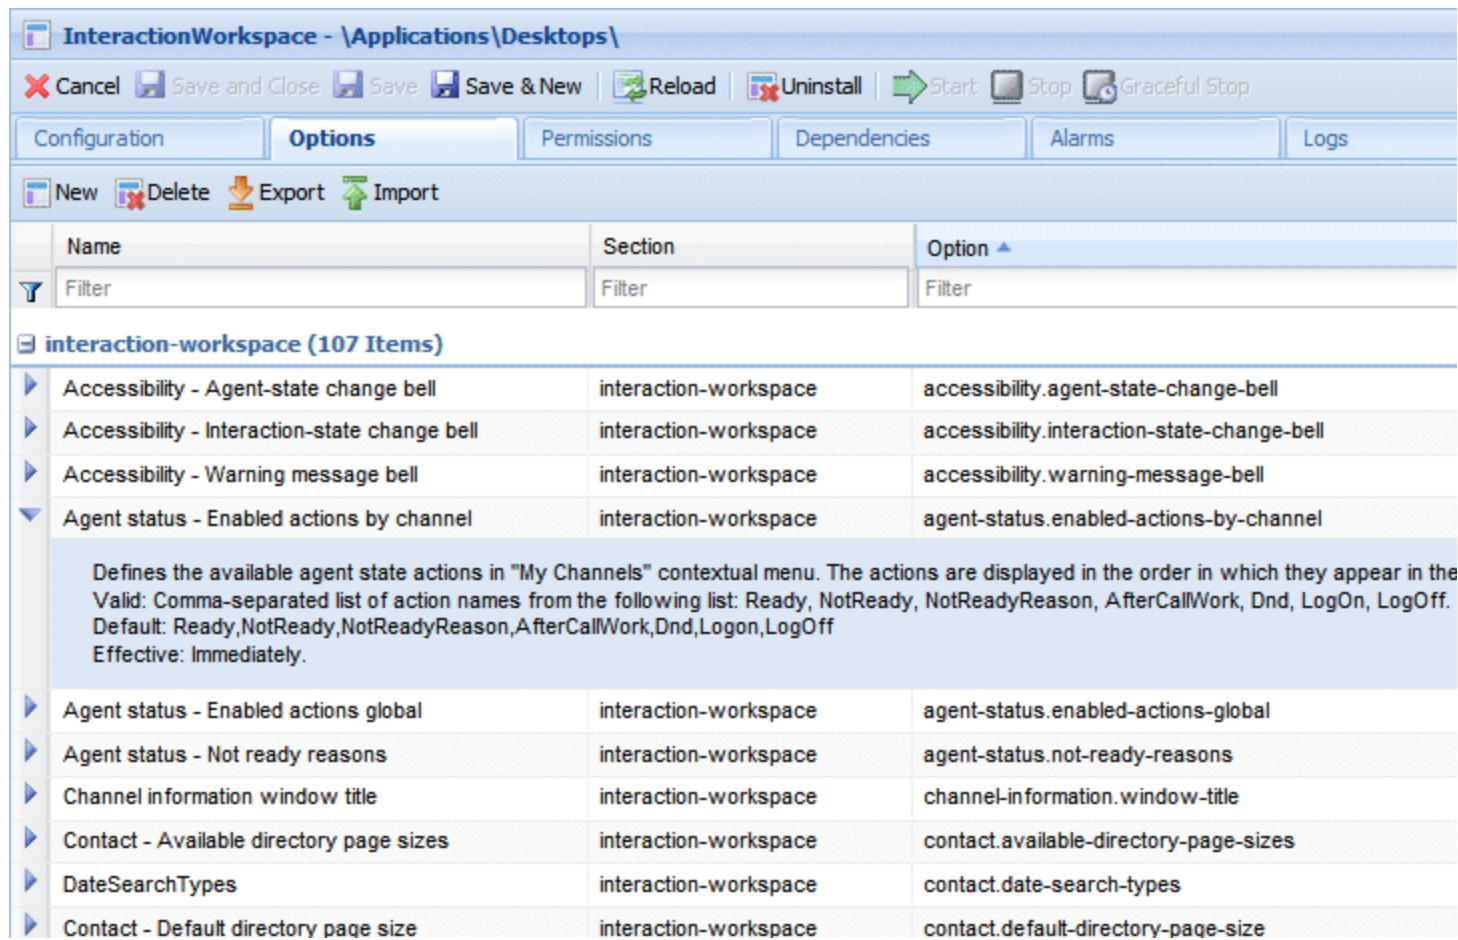 InteractionWorkspace - \Applications\Desktops\
Cancel Save and Close Save Save & New Reload Uninstall Start Stop Graceful Stop
Configuration Options Permissions Dependencies Alarms Logs
New Delete Export Import
Name Section Option
Filter Filter Filter
interaction-workspace (107 Items)
Accessibility - Agent-state change bell interaction-workspace accessibility.agent-state-change-bell
Accessibility - Interaction-state change bell interaction-workspace accessibility.interaction-state-change-bell
Accessibility - Warning message bell interaction-workspace accessibility.warning-message-bell
Agent status - Enabled actions by channel interaction-workspace agent-status.enabled-actions-by-channel
Defines the available agent state actions in "My Channels" contextual menu. The actions are displayed in the order in which they appear in the
Valid: Comma-separated list of action names from the following list: Ready, NotReady, NotReadyReason, AfterCallWork, Dnd, LogOn, LogOff.
Default: Ready,NotReady,NotReadyReason,AfterCallWork,Dnd,Logon,LogOff
Effective: Immediately.
Agent status - Enabled actions global interaction-workspace agent-status.enabled-actions-global
Agent status - Not ready reasons interaction-workspace agent-status.not-ready-reasons
Channel information window title interaction-workspace channel-information.window-title
Contact - Available directory page sizes interaction-workspace contact.available-directory-page-sizes
DateSearchTypes interaction-workspace contact.date-search-types
Contact - Default directory page size interaction-workspace contact.default-directory-page-size